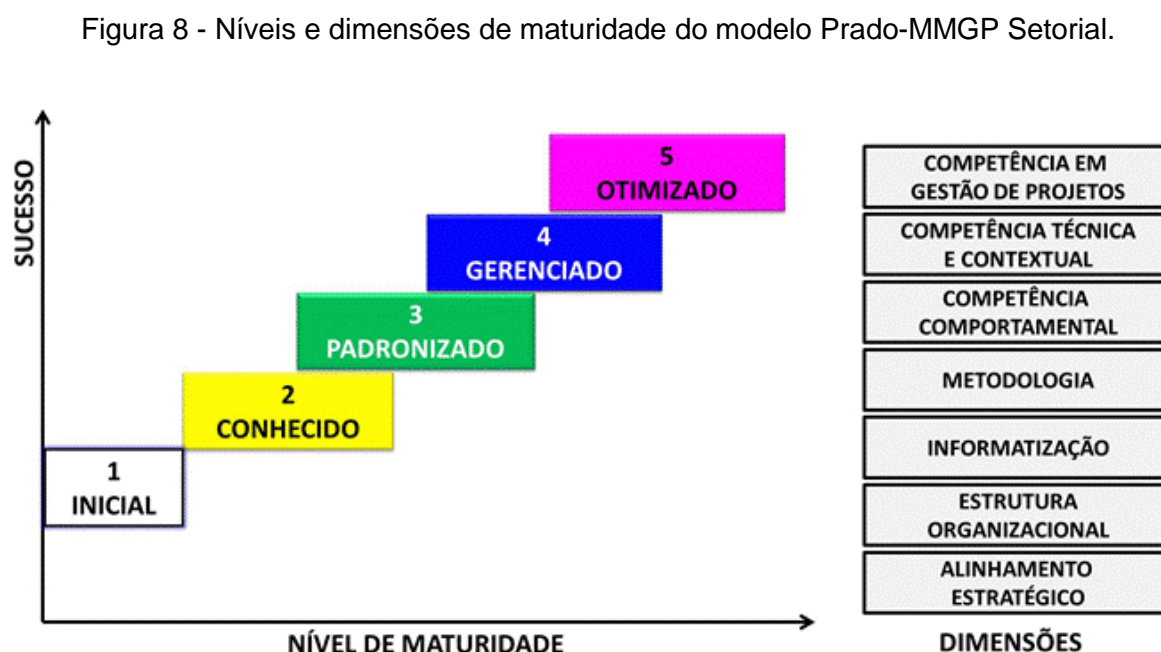 Figura 8 - Níveis e dimensões de maturidade do modelo Prado-MMGP Setorial.
SUCESSO
5
OTIMIZADO
4
GERENCIADO
3
PADRONIZADO
2
CONHECIDO
1
INICIAL
NÍVEL DE MATURIDADE
COMPETÊNCIA EM
GESTÃO DE PROJETOS
COMPETÊNCIA TÉCNICA
E CONTEXTUAL
COMPETÊNCIA
COMPORTAMENTAL
METODOLOGIA
INFORMATIZAÇÃO
ESTRUTURA
ORGANIZACIONAL
ALINHAMENTO
ESTRATÉGICO
DIMENSÕES